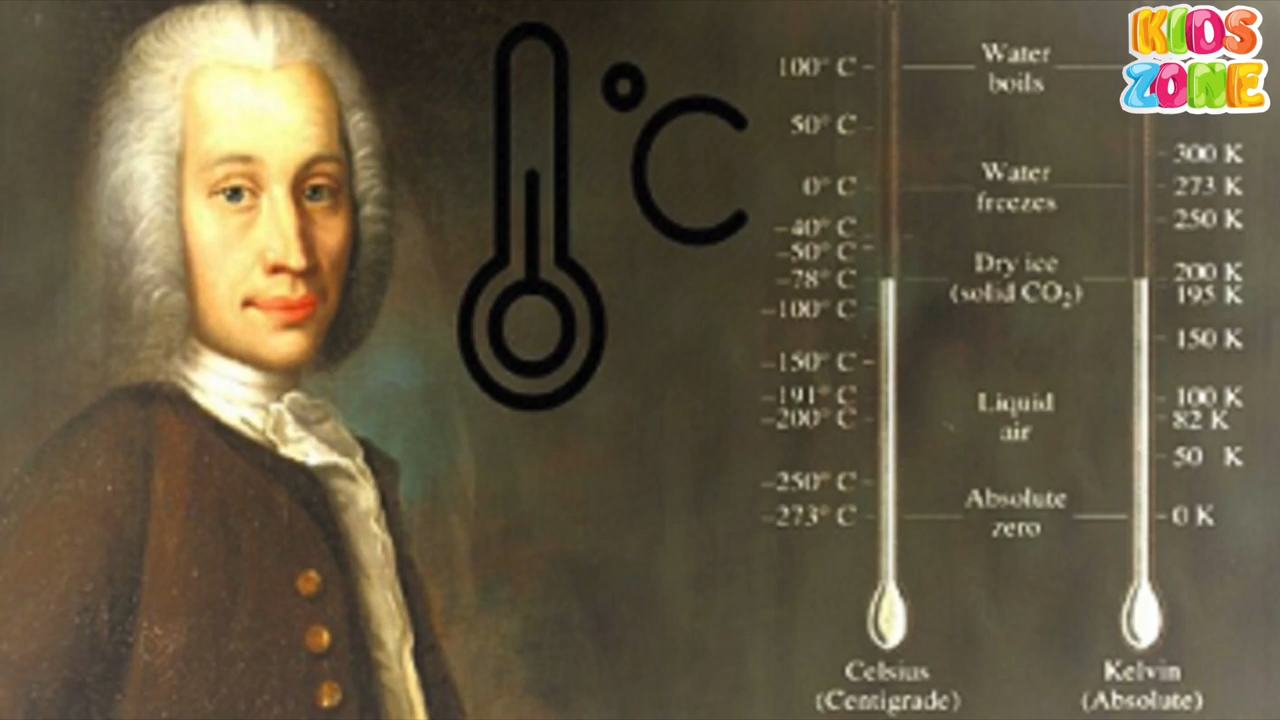 KIDS
ZONE
°C
100° C
50° C
0° C
-40° C
-50° C
-78° C
-100° C
-150° C
-191° C
-200° C
-250° C
-273° C
Water
boils
Water
freezes
Dry ice
(solid CO₂)
Liquid
air
Absolute
zero
300 K
273 K
250 K
200 K
195 K
150 K
100 K
82 K
50 K
0 K
Celsius
(Centigrade)
Kelvin
(Absolute)